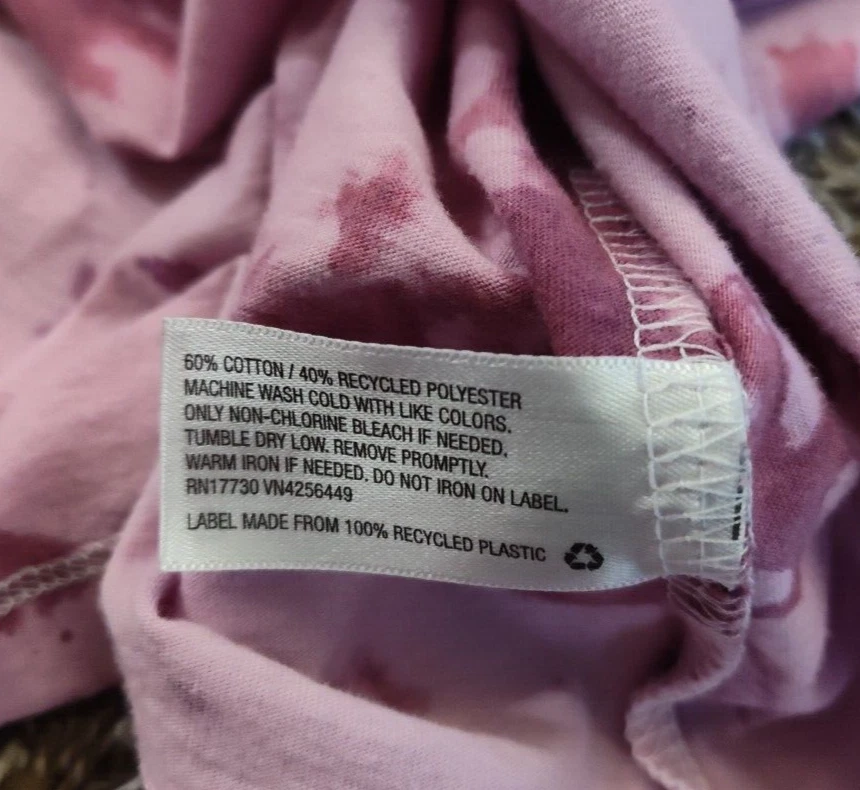 60% COTTON / 40% RECYCLED POLYESTER
MACHINE WASH COLD WITH LIKE COLORS.
ONLY NON-CHLORINE BLEACH IF NEEDED.
TUMBLE DRY LOW. REMOVE PROMPTLY.
WARM IRON IF NEEDED. DO NOT IRON ON LABEL.
RN17730 VN4256449
LABEL MADE FROM 100% RECYCLED PLASTIC